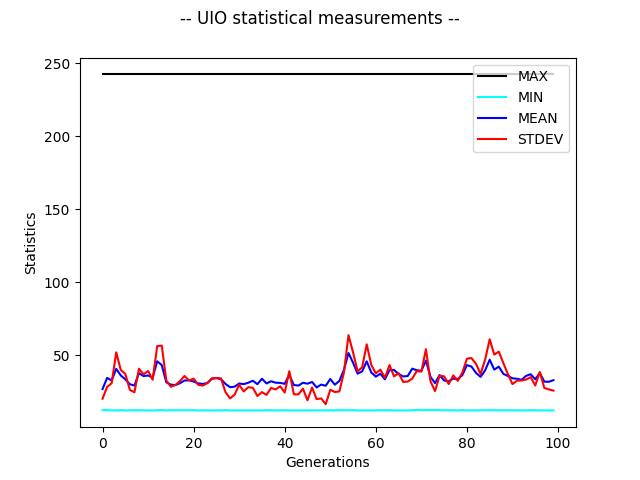 -- UIO statistical measurements --
MAX
MIN
MEAN
STDEV
Statistics
250
200
150
100
50
0 20 40 60 80 100
Generations